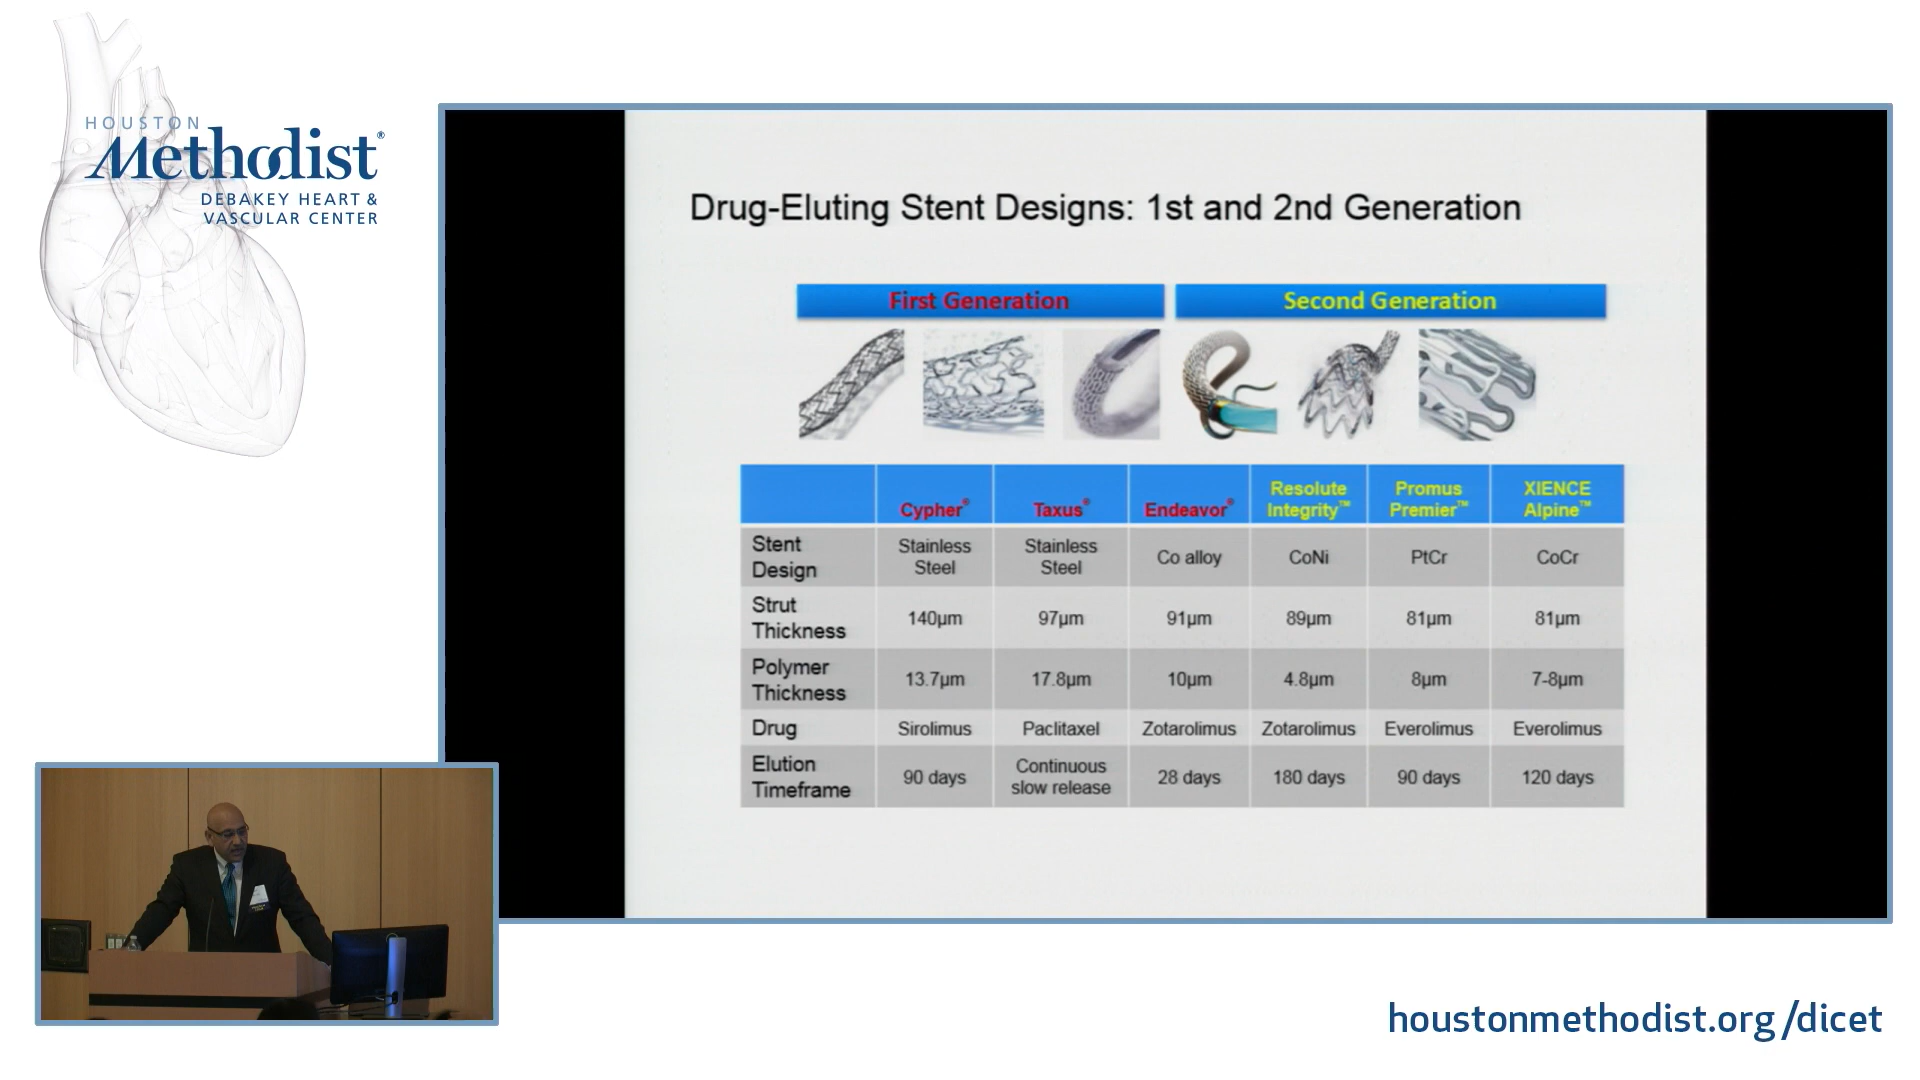 HOUSTON
Methodist®
DEBAKEY HEART &
VASCULAR CENTER
Drug-Eluting Stent Designs: 1st and 2nd Generation
First Generation
Second Generation
Cypher®
Taxus®
Endeavor®
Resolute
Integrity™
Promus
Premier™
XIENCE
Alpine™
Stent
Design
Stainless
Steel
Stainless
Steel
Co alloy
CoNi
PtCr
CoCr
Strut
Thickness
140µm
97µm
91µm
89µm
81µm
81µm
Polymer
Thickness
13.7µm
17.8µm
10µm
4.8µm
8µm
7-8µm
Drug
Sirolimus
Paclitaxel
Zotarolimus
Zotarolimus
Everolimus
Everolimus
Elution
Timeframe
90 days
Continuous
slow release
28 days
180 days
90 days
120 days
houstonmethodist.org/dicet